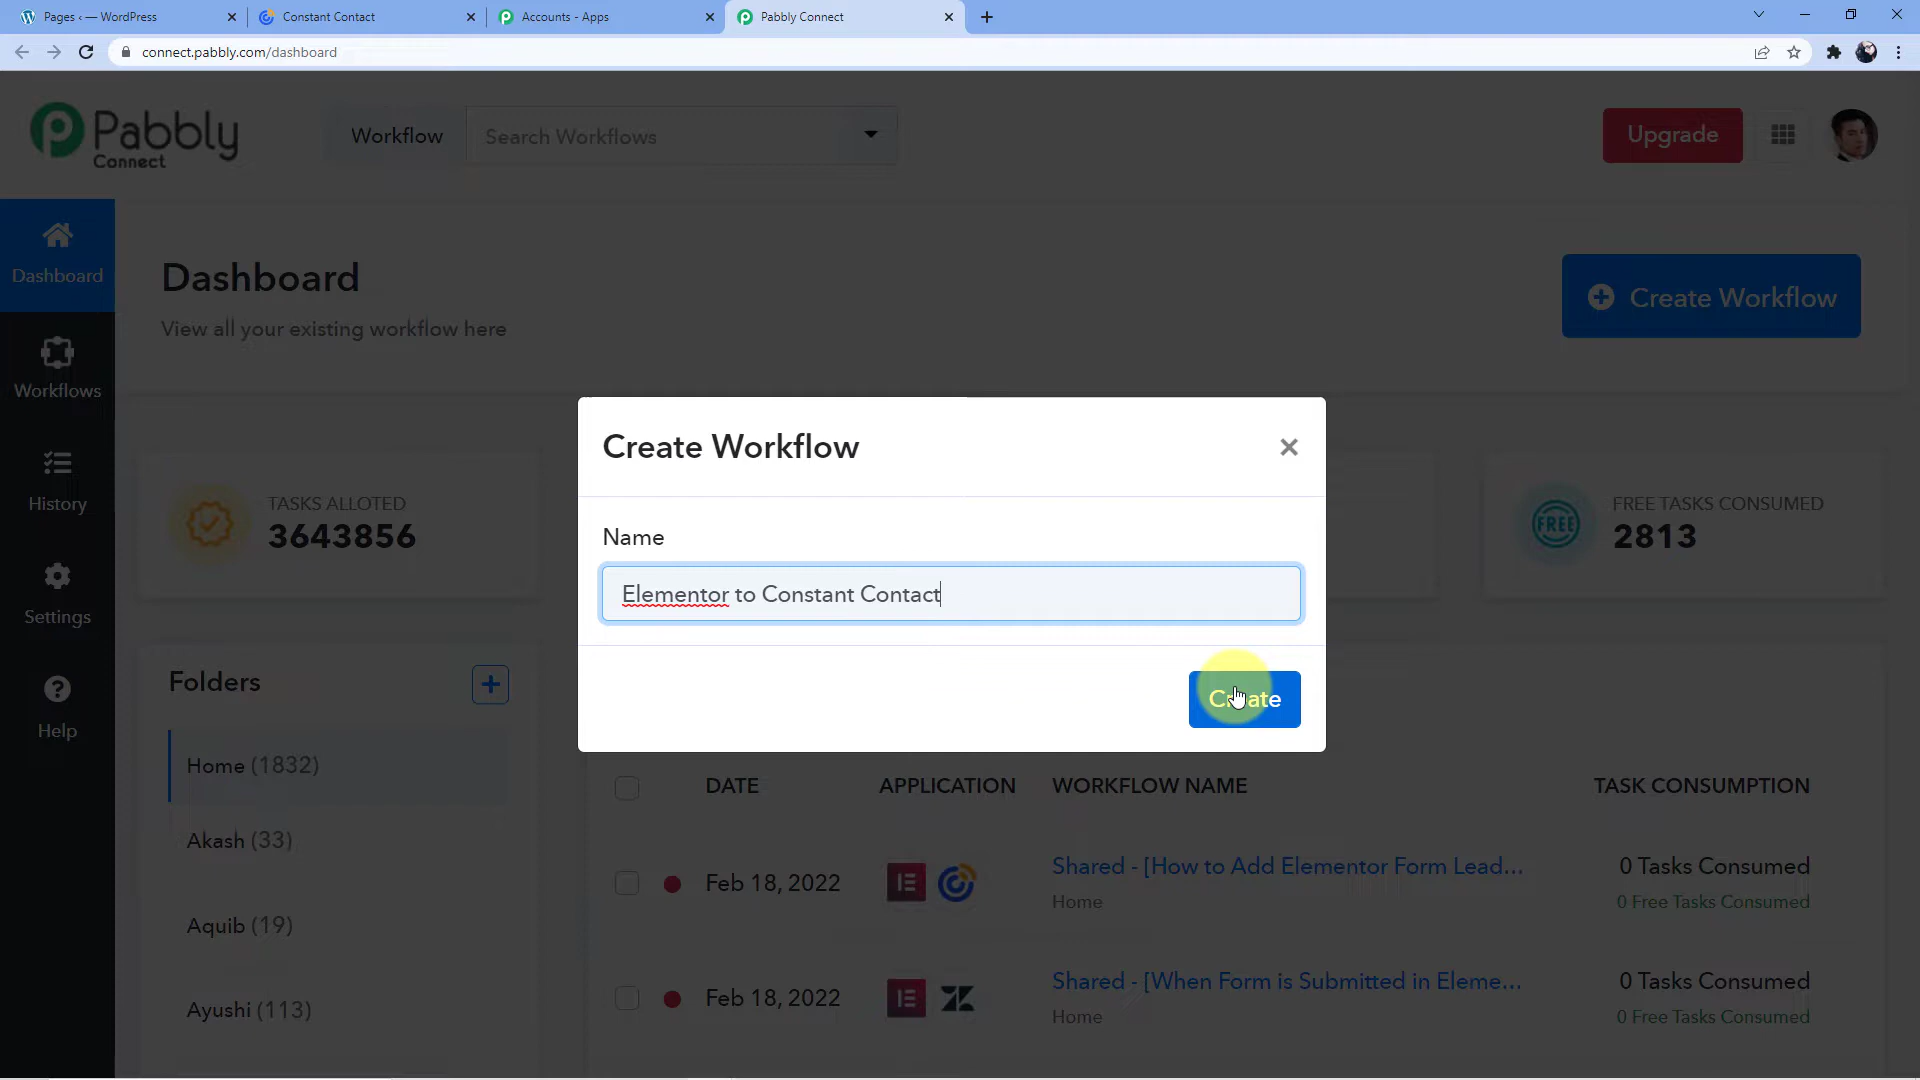 Pages ‹ — WordPress
Constant Contact
Accounts - Apps
Pabbly Connect
connect.pabbly.com/dashboard
Pabbly
Connect
Workflow
Search Workflows
Upgrade
Dashboard
Workflows
History
Settings
Help
Dashboard
View all your existing workflow here
Create Workflow
TASKS ALLOTED
3643856
FREE
FREE TASKS CONSUMED
2813
Create Workflow
Name
Elementor to Constant Contact
Create
Folders
Home (1832)
Akash (33)
Aquib (19)
Ayushi (113)
DATE APPLICATION WORKFLOW NAME TASK CONSUMPTION
Feb 18, 2022 Shared - [How to Add Elementor Form Lead... 0 Tasks Consumed
Home 0 Free Tasks Consumed
Feb 18, 2022 Shared - [When Form is Submitted in Eleme... 0 Tasks Consumed
Home 0 Free Tasks Consumed